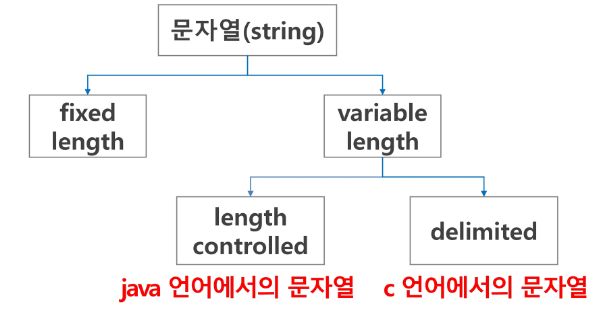 문자열(string)
fixed
length
variable
length
length
controlled
delimited
java 언어에서의 문자열
c 언어에서의 문자열